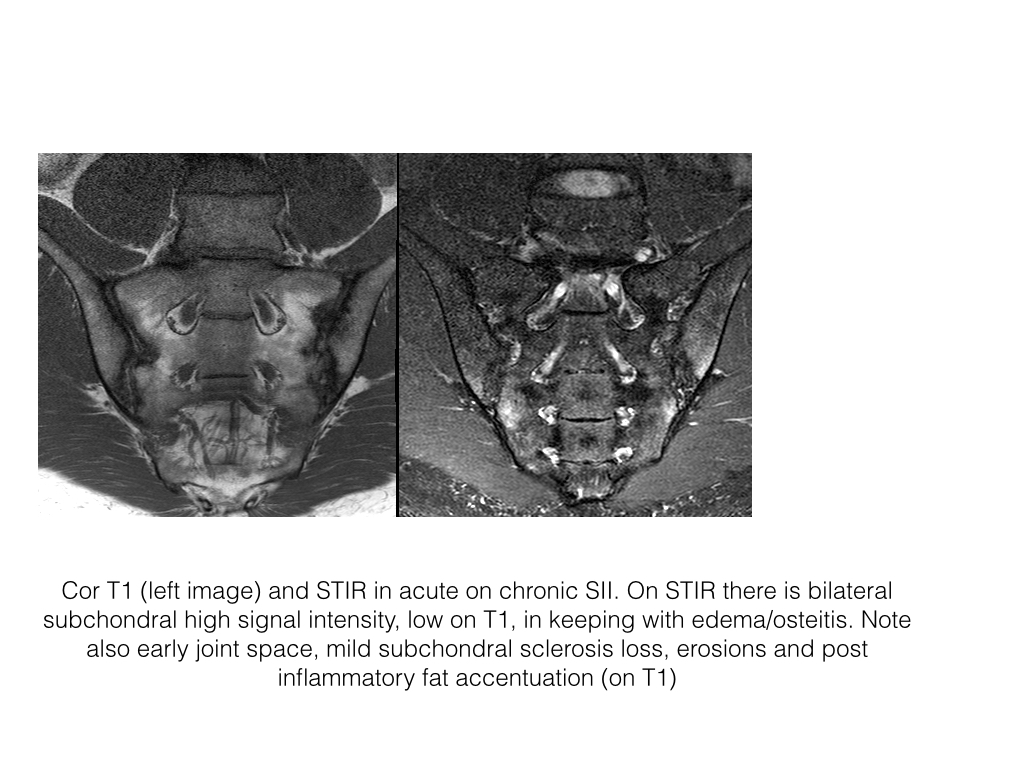 Cor T1 (left image) and STIR in acute on chronic SII. On STIR there is bilateral
subchondral high signal intensity, low on T1, in keeping with edema/osteitis. Note
also early joint space, mild subchondral sclerosis loss, erosions and post
inflammatory fat accentuation (on T1)